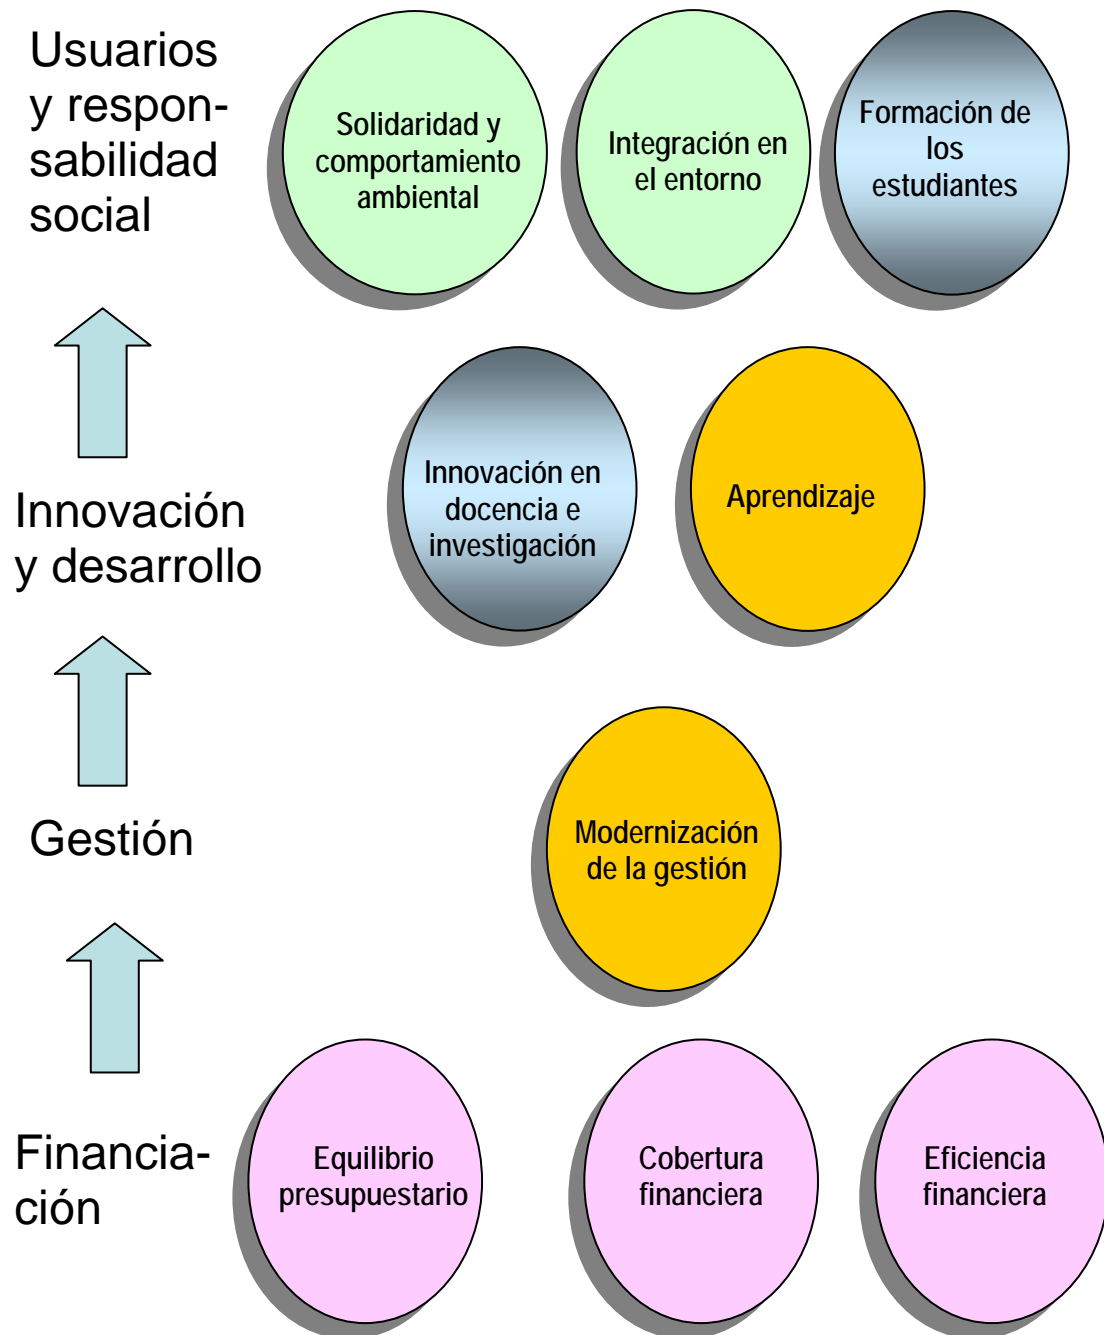 Usuarios
y respon-
sabilidad
social
Solidaridad y
comportamiento
ambiental
Integración en
el entorno
Formación de
los
estudiantes
Innovación
y desarrollo
Innovación en
docencia e
investigación
Aprendizaje
Gestión
Modernización
de la gestión
Financia-
ción
Equilibrio
presupuestario
Cobertura
financiera
Eficiencia
financiera